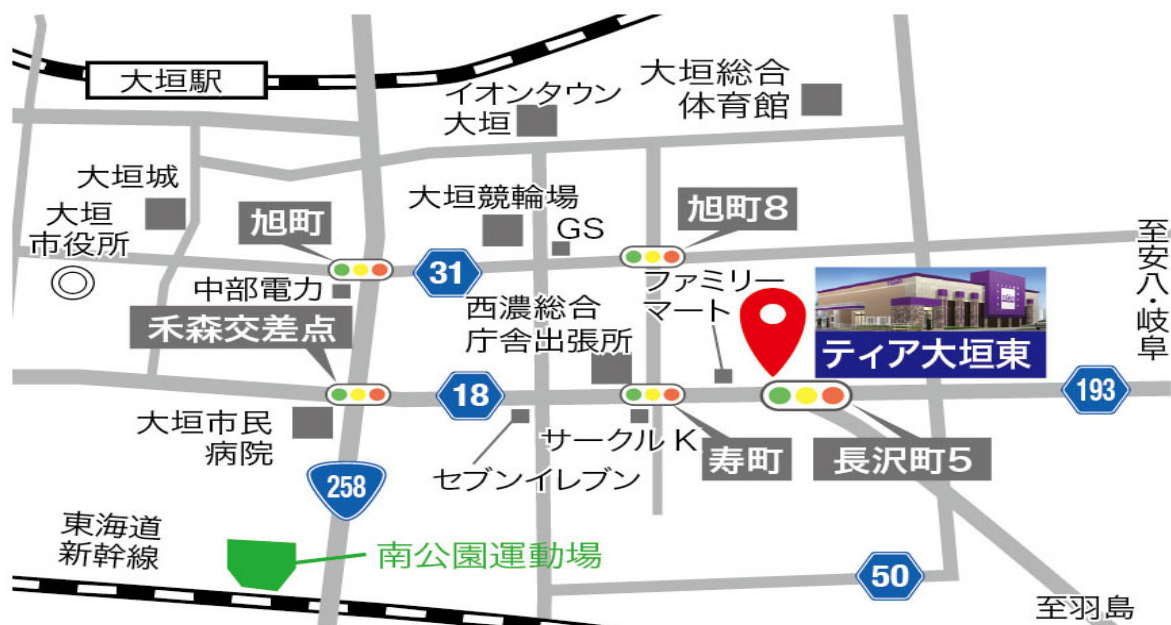 大垣駅
イオンタウン
大垣
大垣総合
体育館
大垣城
大垣
市役所
旭町
大垣競輪場
GS
旭町8
31
中部電力
西濃総合
庁舎出張所
ファミリー
マート
至安八・岐阜
禾森交差点
ティア大垣東
18
193
大垣市民
病院
サークルK
寿町
長沢町5
セブンイレブン
258
東海道
新幹線
南公園運動場
50
至羽島